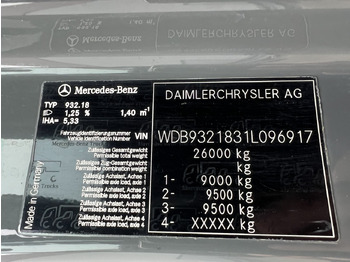 Mercedes-Benz
DAIMLERCHRYSLER AG
Mercedes-Benz DAIMLERCHRYSLER AG
TYP 932.18
1,25 % 1,40 m⁻¹
iHA= 5,33
Fahrzeugidentifizierungsnummer
Vehicle Identification Number VIN WDB9321831L096917
Zulässiges Gesamtgewicht
Permissible total weight 26000 kg
Zulässiges Zug-Gesamtgewicht
Permissible total combination weight kg
Zulässige Achslast, Achse 1
Permissible axle load, axle 1 1- 9000 kg
Zulässige Achslast, Achse 2
Permissible axle load, axle 2 2- 9500 kg
Zulässige Achslast, Achse 3
Permissible axle load, axle 3 3- 9500 kg
Zulässige Achslast, Achse 4
Permissible axle load, axle 4 4- XXXXX kg
Made in Germany
Trucks